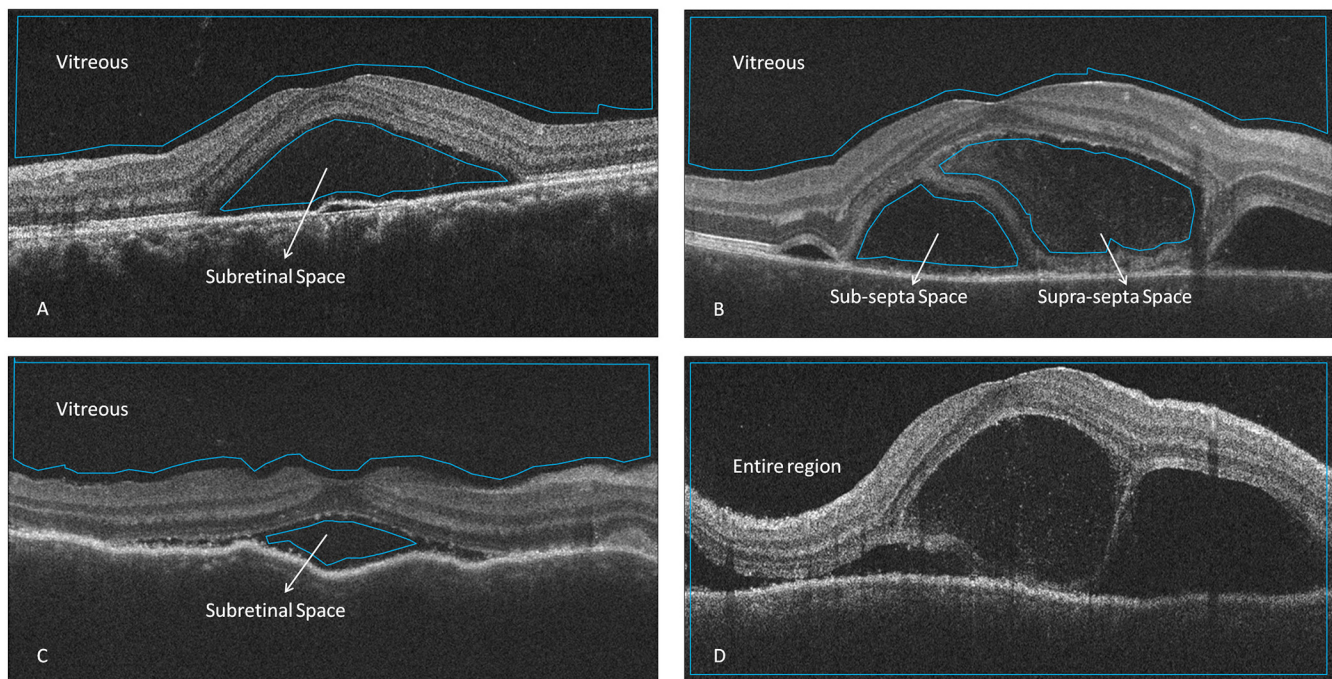 Vitreous
Subretinal Space
A
Vitreous
Sub-septa Space
Supra-septa Space
B
Vitreous
Subretinal Space
C
Entire region
D